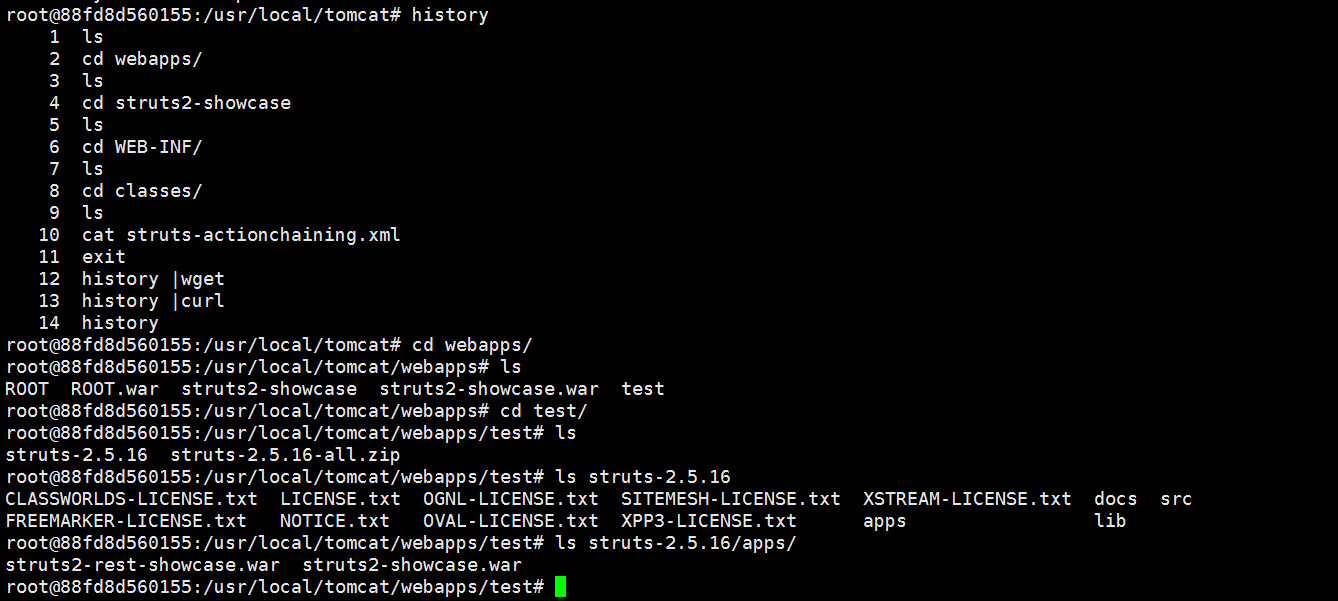 root@88fd8d560155:/usr/local/tomcat# history
1 ls
2 cd webapps/
3 ls
4 cd struts2-showcase
5 ls
6 cd WEB-INF/
7 ls
8 cd classes/
9 ls
10 cat struts-actionchaining.xml
11 exit
12 history |wget
13 history |curl
14 history
root@88fd8d560155:/usr/local/tomcat# cd webapps/
root@88fd8d560155:/usr/local/tomcat/webapps# ls
ROOT ROOT.war struts2-showcase struts2-showcase.war test
root@88fd8d560155:/usr/local/tomcat/webapps# cd test/
root@88fd8d560155:/usr/local/tomcat/webapps/test# ls
struts-2.5.16 struts-2.5.16-all.zip
root@88fd8d560155:/usr/local/tomcat/webapps/test# ls struts-2.5.16
CLASSWORLDS-LICENSE.txt LICENSE.txt OGNL-LICENSE.txt SITEMESH-LICENSE.txt XSTREAM-LICENSE.txt docs src
FREEMARKER-LICENSE.txt NOTICE.txt OVAL-LICENSE.txt XPP3-LICENSE.txt apps lib
root@88fd8d560155:/usr/local/tomcat/webapps/test# ls struts-2.5.16/apps/
struts2-rest-showcase.war struts2-showcase.war
root@88fd8d560155:/usr/local/tomcat/webapps/test#